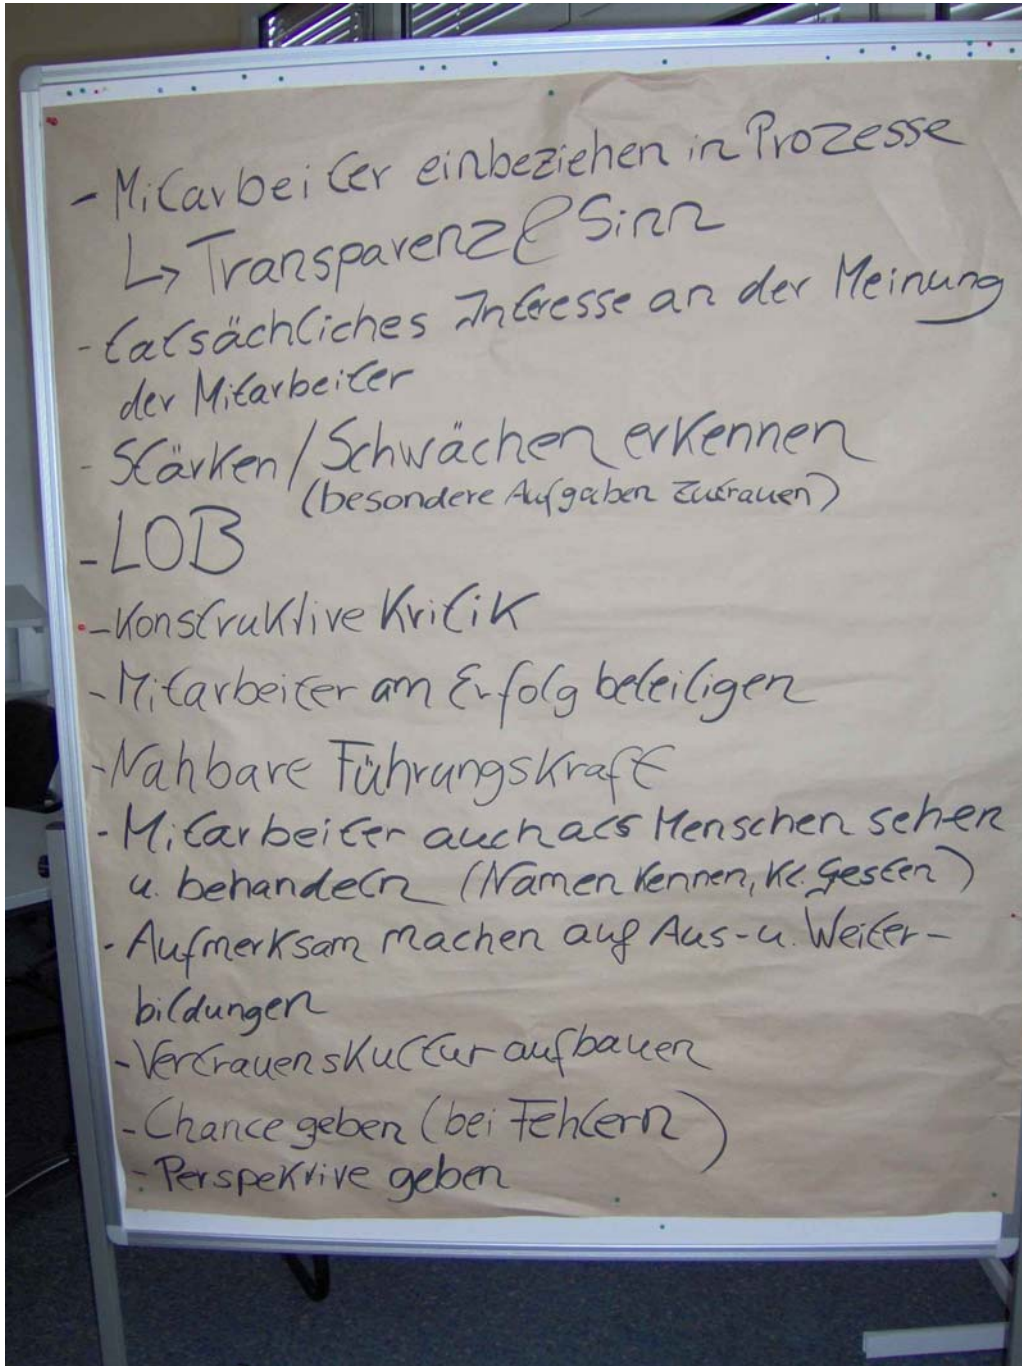 - Mitarbeiter einbeziehen in Prozesse
↳ Transparenz & Sinn
- tatsächliches Interesse an der Meinung
der Mitarbeiter
- Stärken / Schwächen erkennen
(besondere Aufgaben zutrauen)
- LOB
- Konstruktive Kritik
- Mitarbeiter am Erfolg beteiligen
- Nahbare Führungskraft
- Mitarbeiter auch als Menschen sehen
u. behandeln (Namen kennen, kl. Gesten)
- Aufmerksam machen auf Aus- u. Weiter-
bildungen
- Vertrauenskultur aufbauen
- Chance geben (bei Fehlern)
- Perspektive geben